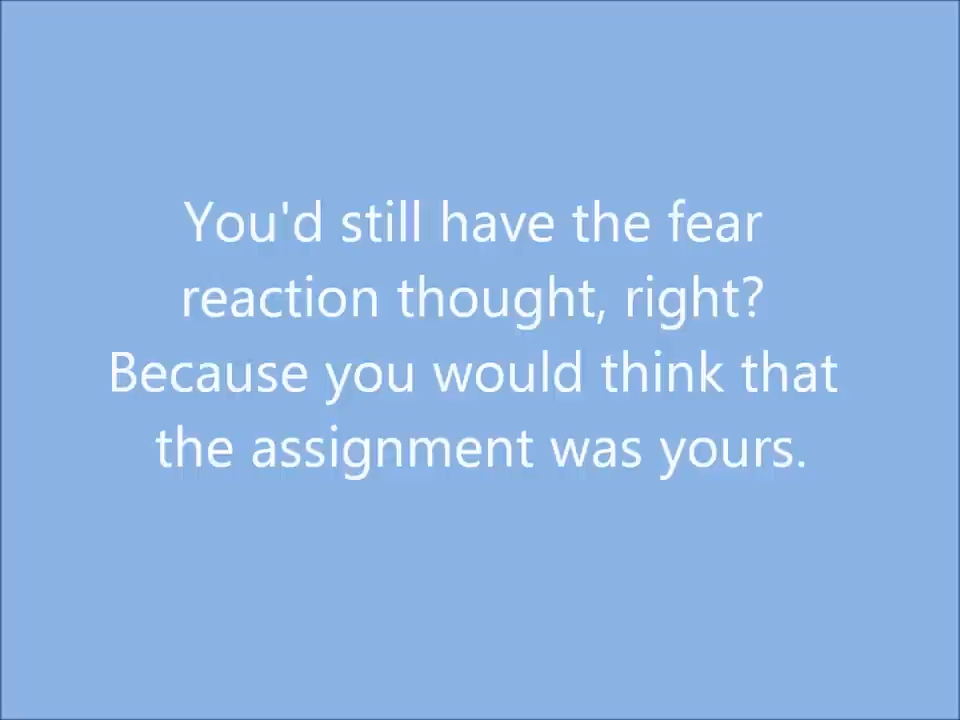 You'd still have the fear
reaction thought, right?
Because you would think that
the assignment was yours.